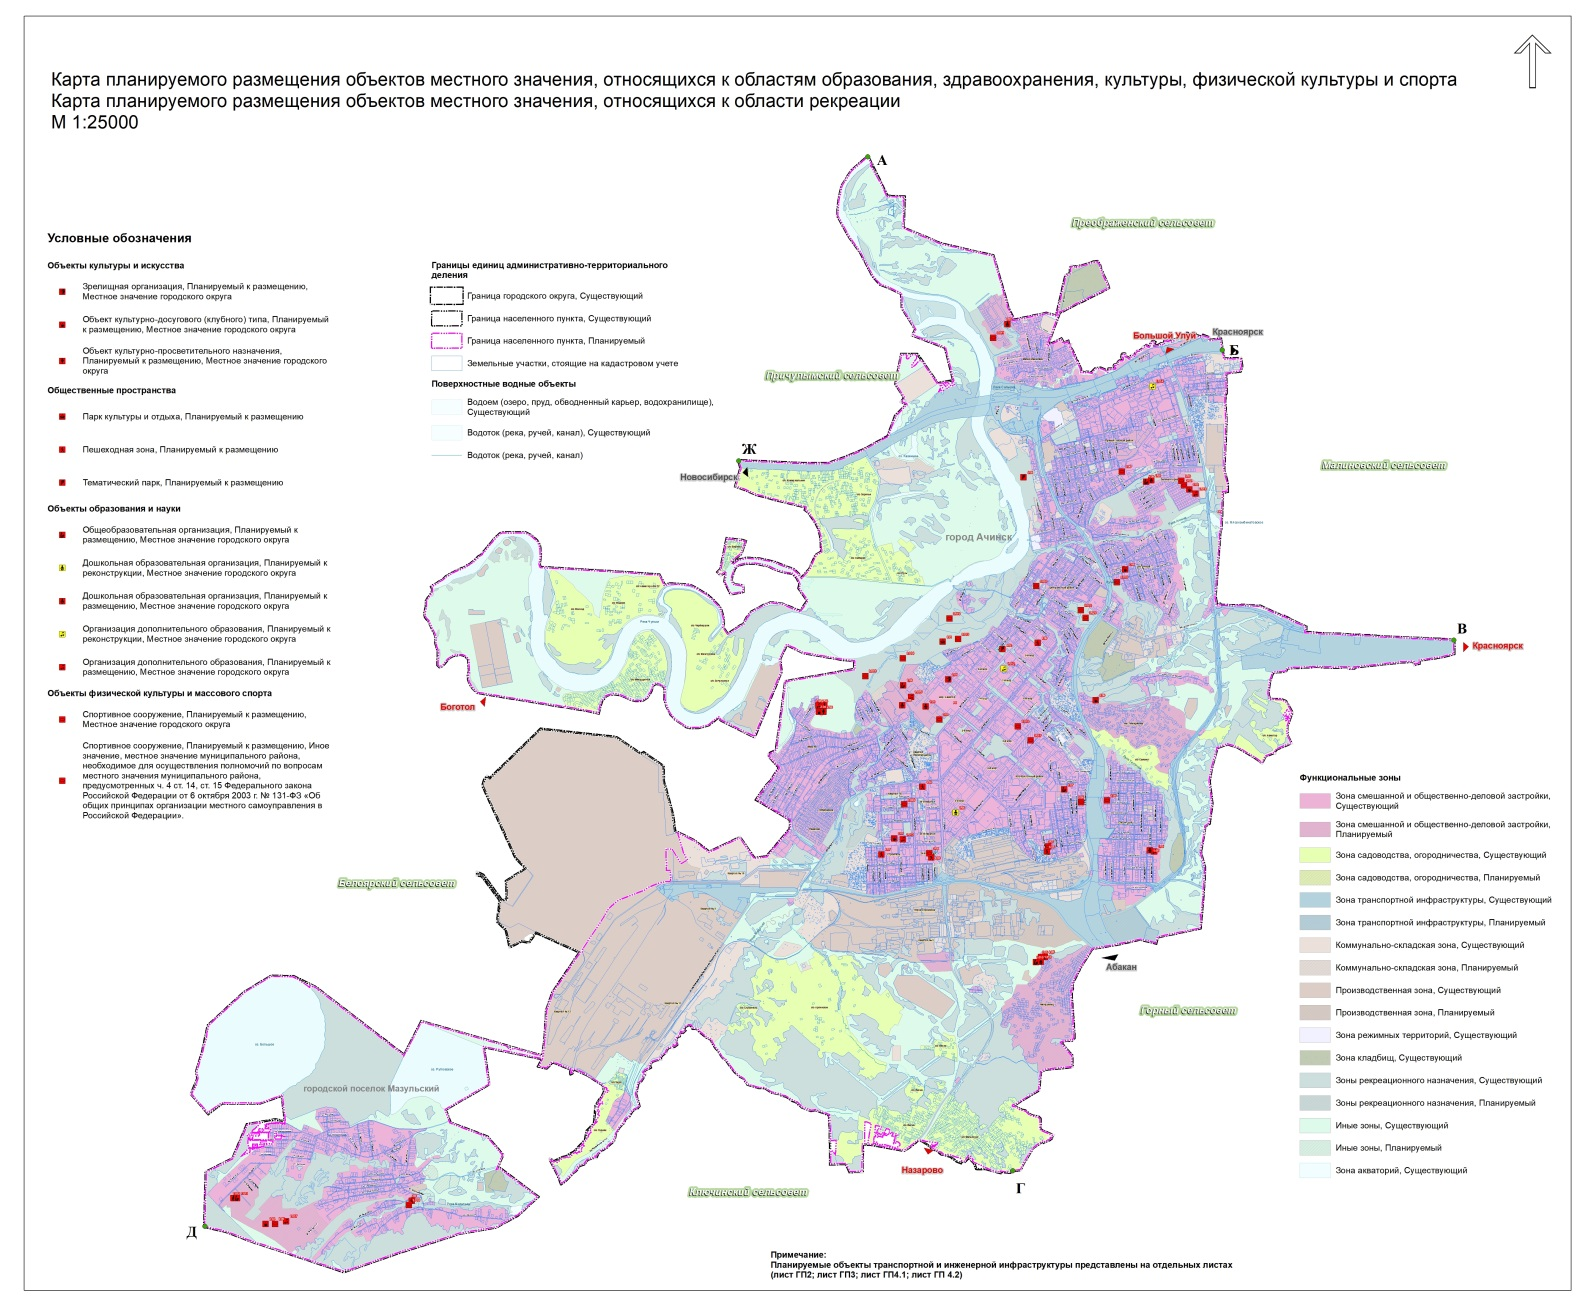 Карта планируемого размещения объектов местного значения, относящихся к областям образования, здравоохранения, культуры, физической культуры и спорта
Карта планируемого размещения объектов местного значения, относящихся к области рекреации
М 1:25000
Условные обозначения
Объекты культуры и искусства
Зрелищная организация, Планируемый к размещению,
Местное значение городского округа
Объект культурно-досугового (клубного) типа, Планируемый
к размещению, Местное значение городского округа
Объект культурно-просветительного назначения,
Планируемый к размещению, Местное значение городского
округа
Общественные пространства
Парк культуры и отдыха, Планируемый к размещению
Пешеходная зона, Планируемый к размещению
Тематический парк, Планируемый к размещению
Объекты образования и науки
Общеобразовательная организация, Планируемый к
размещению, Местное значение городского округа
Дошкольная образовательная организация, Планируемый к
реконструкции, Местное значение городского округа
Дошкольная образовательная организация, Планируемый к
размещению, Местное значение городского округа
Организация дополнительного образования, Планируемый к
реконструкции, Местное значение городского округа
Организация дополнительного образования, Планируемый к
размещению, Местное значение городского округа
Объекты физической культуры и массового спорта
Спортивное сооружение, Планируемый к размещению,
Местное значение городского округа
Спортивное сооружение, Планируемый к размещению, Иное
значение, местное значение муниципального района,
необходимое для осуществления полномочий по вопросам
местного значения муниципального района,
предусмотренных ч. 4 ст. 14, ст. 15 Федерального закона
Российской Федерации от 6 октября 2003 г. № 131-ФЗ «Об
общих принципах организации местного самоуправления в
Российской Федерации».
Границы единиц административно-территориального
деления
Граница городского округа, Существующий
Граница населенного пункта, Существующий
Граница населенного пункта, Планируемый
Земельные участки, стоящие на кадастровом учете
Поверхностные водные объекты
Водоем (озеро, пруд, обводненный карьер, водохранилище),
Существующий
Водоток (река, ручей, канал), Существующий
Водоток (река, ручей, канал)
А
Преображенский сельсовет
Большой Улуй
Красноярск
Б
Причулымский сельсовет
Ж
Новосибирск
Малиновский сельсовет
город Ачинск
В
Красноярск
Боготол
Белоярский сельсовет
Абакан
Горный сельсовет
городской поселок Мазульский
Назарово
Ключинский сельсовет
Г
Д
Функциональные зоны
Зона смешанной и общественно-деловой застройки,
Существующий
Зона смешанной и общественно-деловой застройки,
Планируемый
Зона садоводства, огородничества, Существующий
Зона садоводства, огородничества, Планируемый
Зона транспортной инфраструктуры, Существующий
Зона транспортной инфраструктуры, Планируемый
Коммунально-складская зона, Существующий
Коммунально-складская зона, Планируемый
Производственная зона, Существующий
Производственная зона, Планируемый
Зона режимных территорий, Существующий
Зона кладбищ, Существующий
Зоны рекреационного назначения, Существующий
Зоны рекреационного назначения, Планируемый
Иные зоны, Существующий
Иные зоны, Планируемый
Зона акваторий, Существующий
Примечание:
Планируемые объекты транспортной и инженерной инфраструктуры представлены на отдельных листах
(лист ГП2; лист ГП3; лист ГП4.1; лист ГП 4.2)